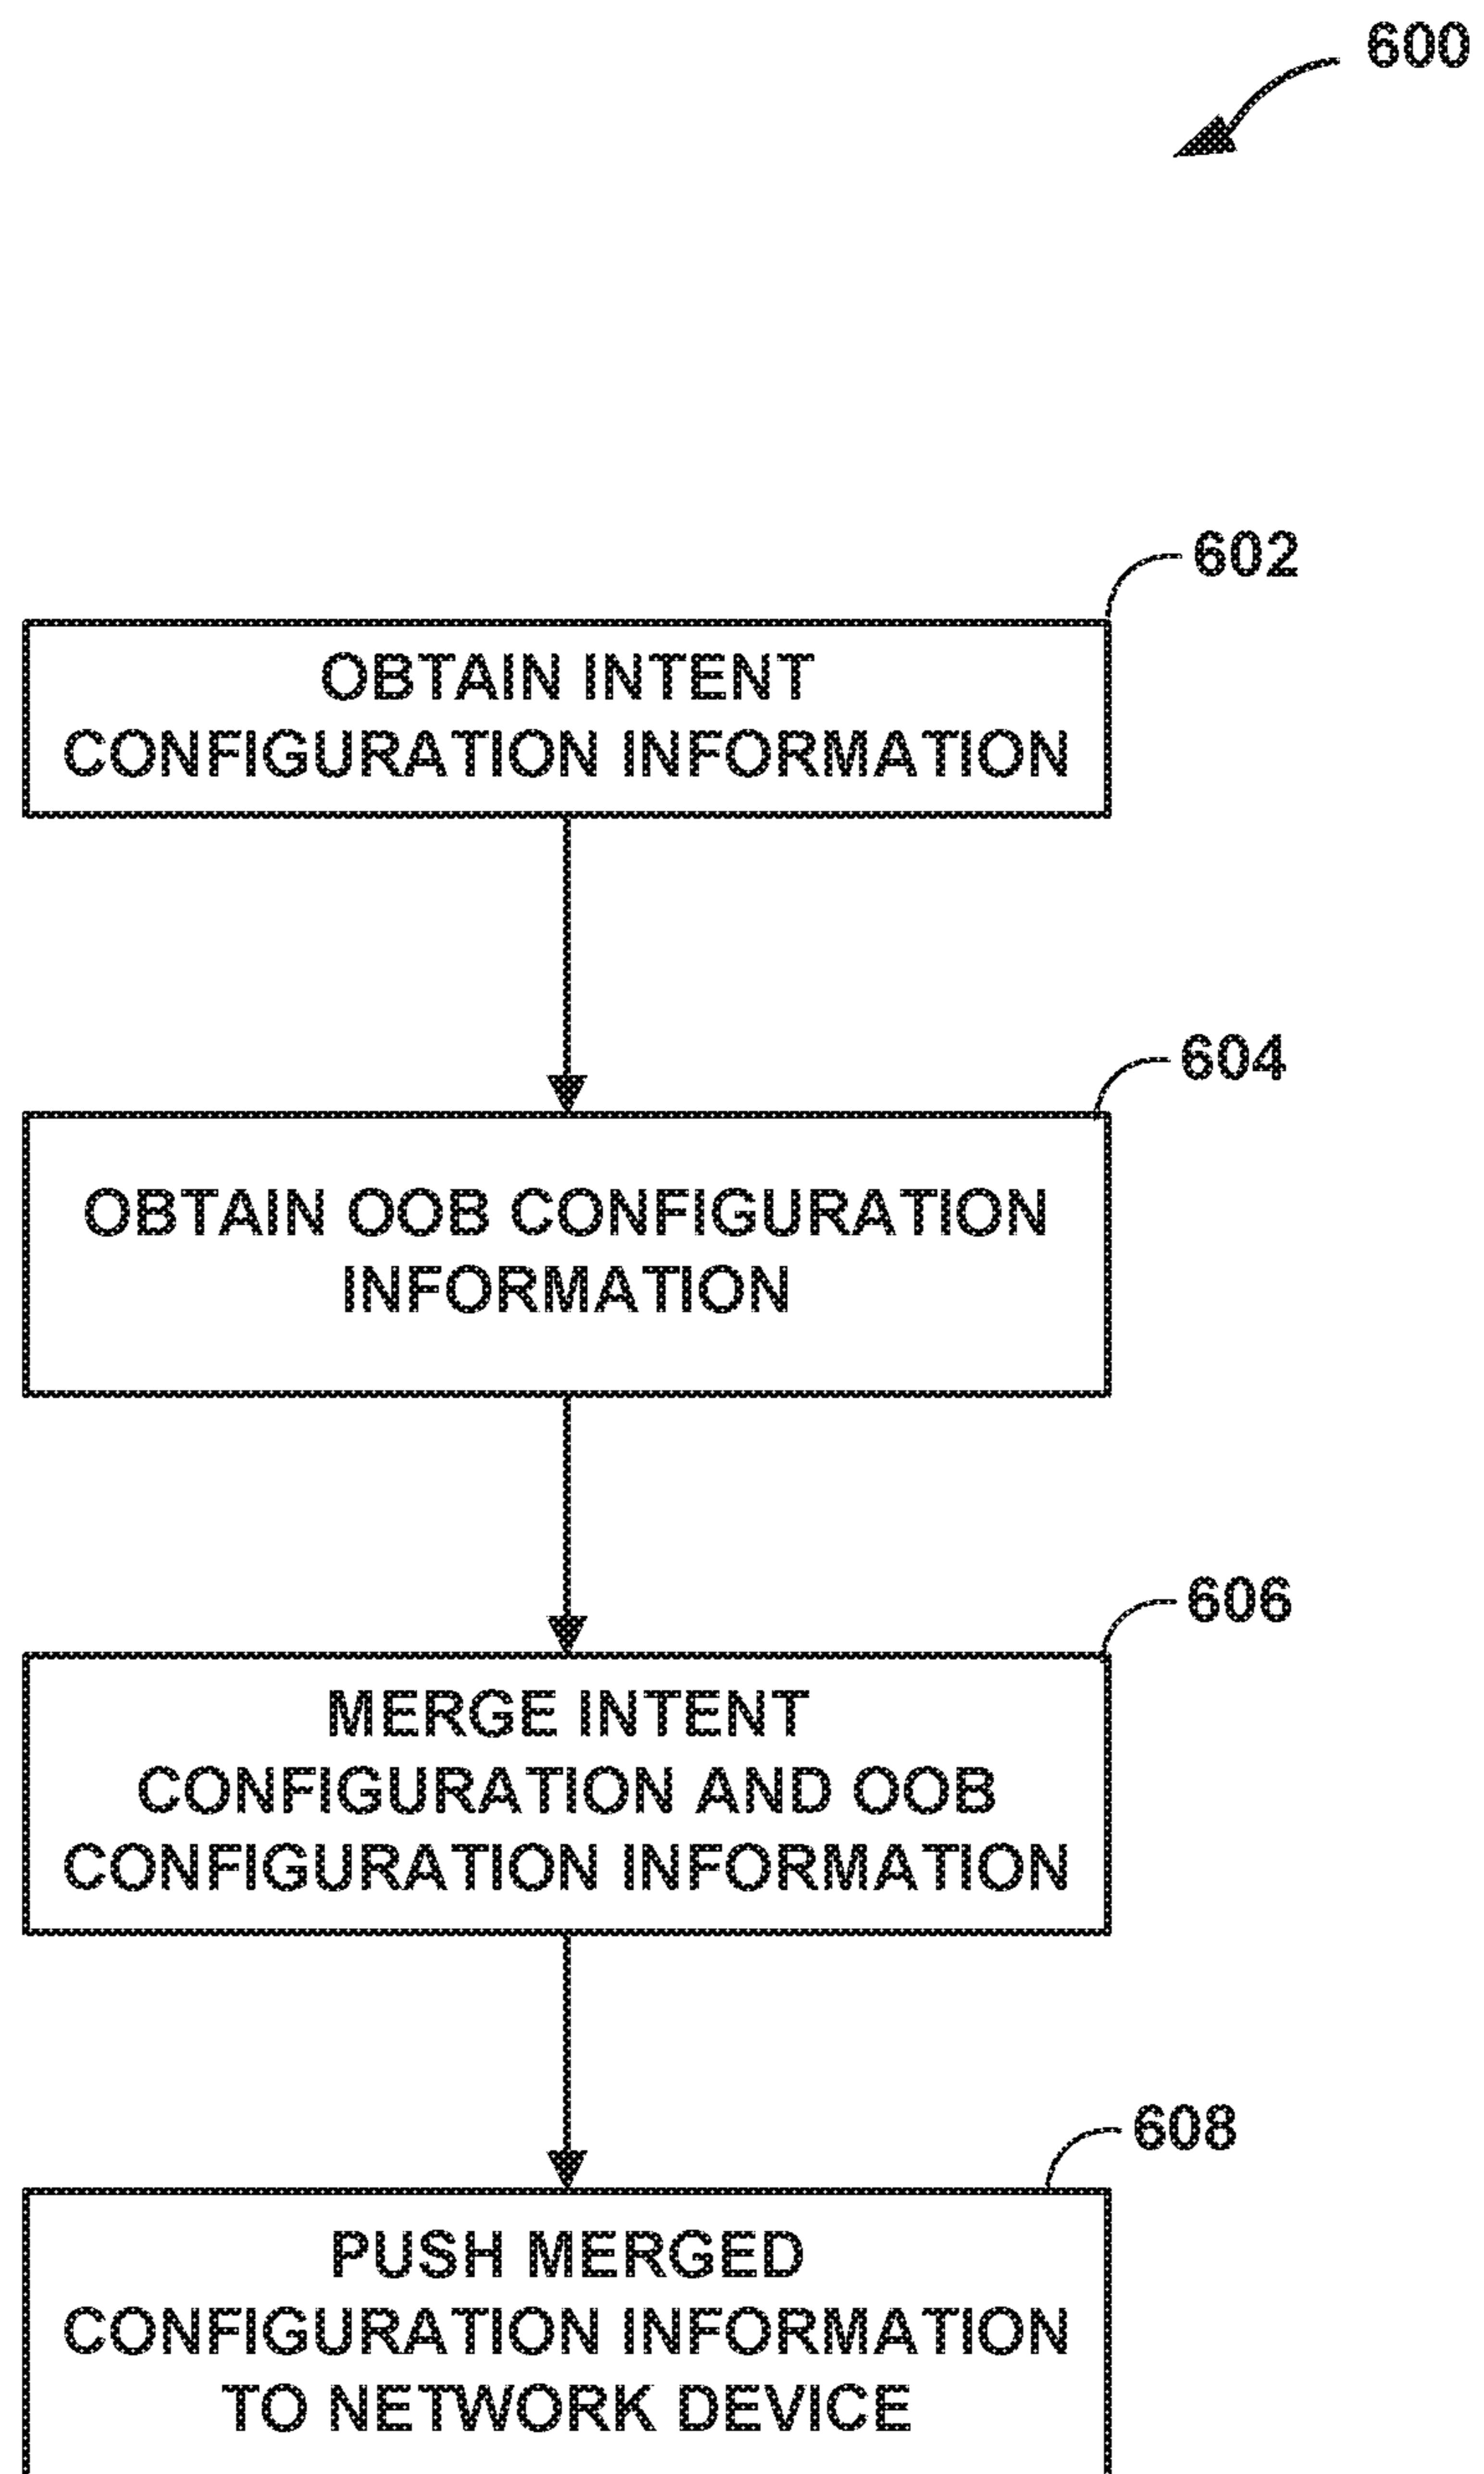 600
602
OBTAIN INTENT
CONFIGURATION INFORMATION
604
OBTAIN OOB CONFIGURATION
INFORMATION
606
MERGE INTENT
CONFIGURATION AND OOB
CONFIGURATION INFORMATION
608
PUSH MERGED
CONFIGURATION INFORMATION
TO NETWORK DEVICE